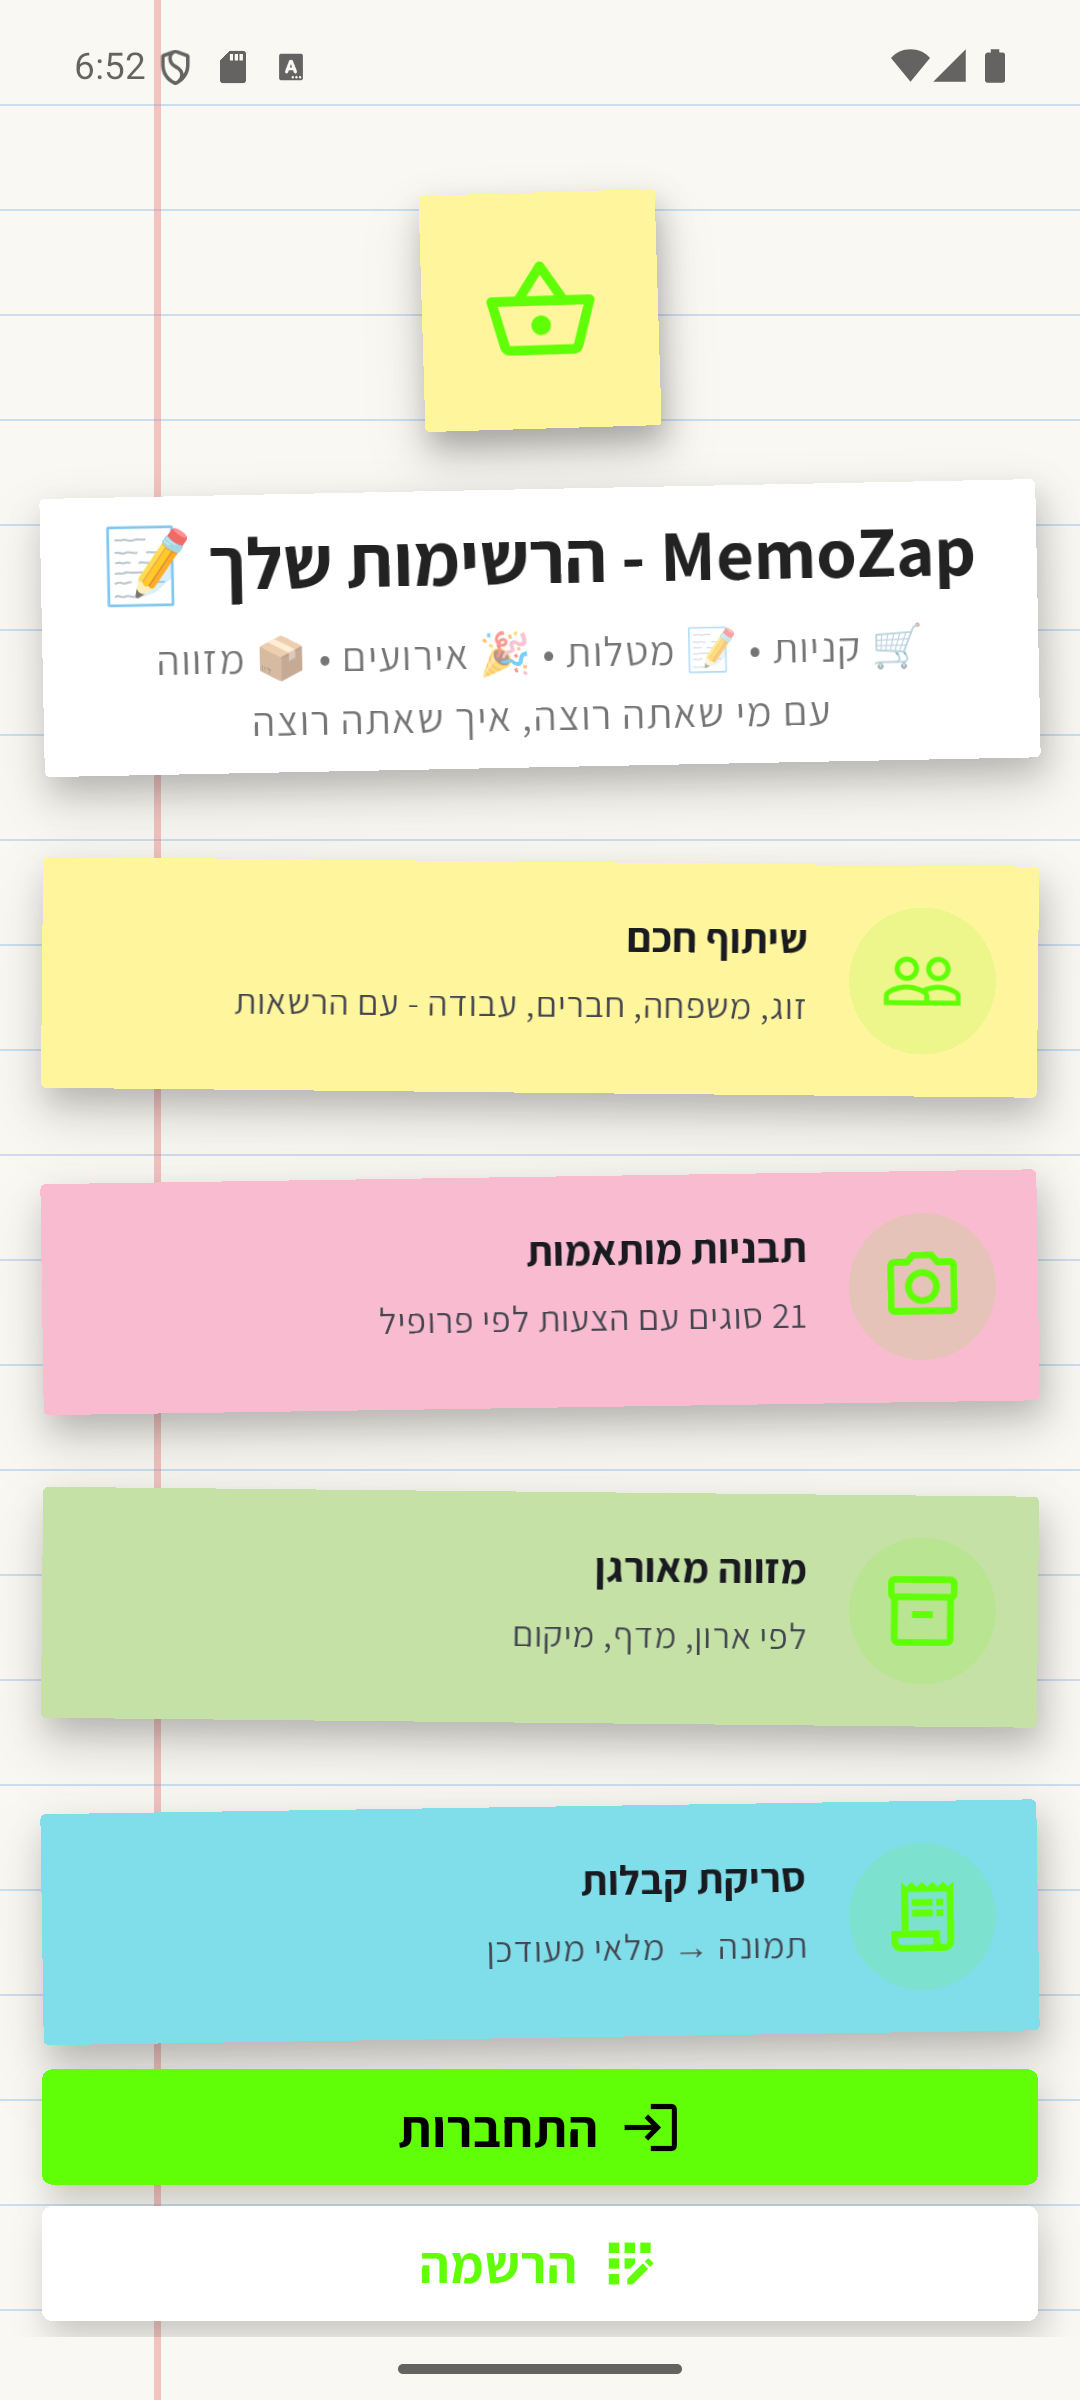 6:52
MemoZap - הרשימות שלך 📝
🛒 קניות • 📝 מטלות • 🎉 אירועים • 📦 מזווה
עם מי שאתה רוצה, איך שאתה רוצה
שיתוף חכם
זוג, משפחה, חברים, עבודה - עם הרשאות
תבניות מותאמות
21 סוגים עם הצעות לפי פרופיל
מזווה מאורגן
לפי ארון, מדף, מיקום
סריקת קבלות
תמונה → מלאי מעודכן
התחברות
הרשמה